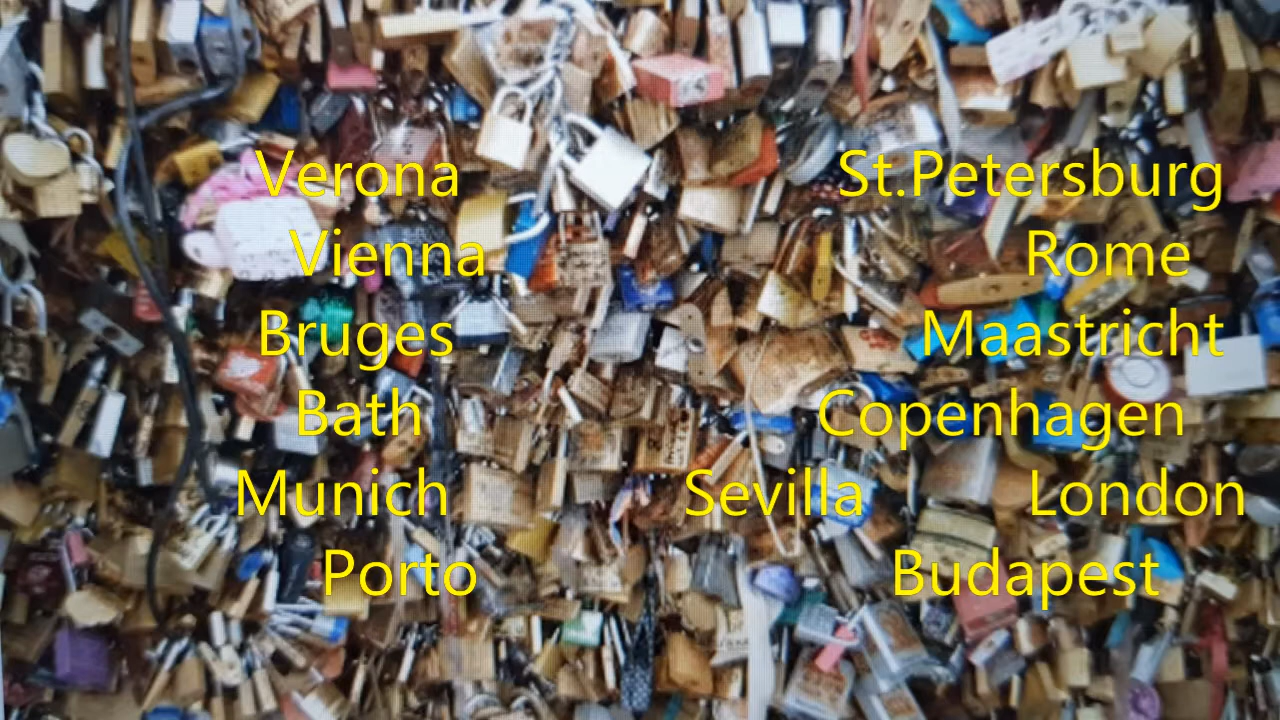 Verona St.Petersburg
Vienna Rome
Bruges Maastricht
Bath Copenhagen
Munich Sevilla London
Porto Budapest